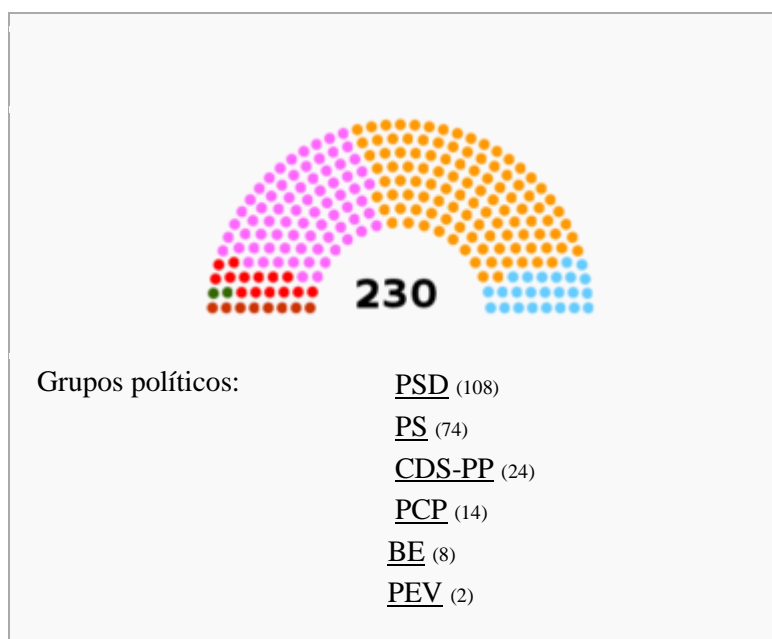 230
Grupos políticos: PSD (108)
PS (74)
CDS-PP (24)
PCP (14)
BE (8)
PEV (2)